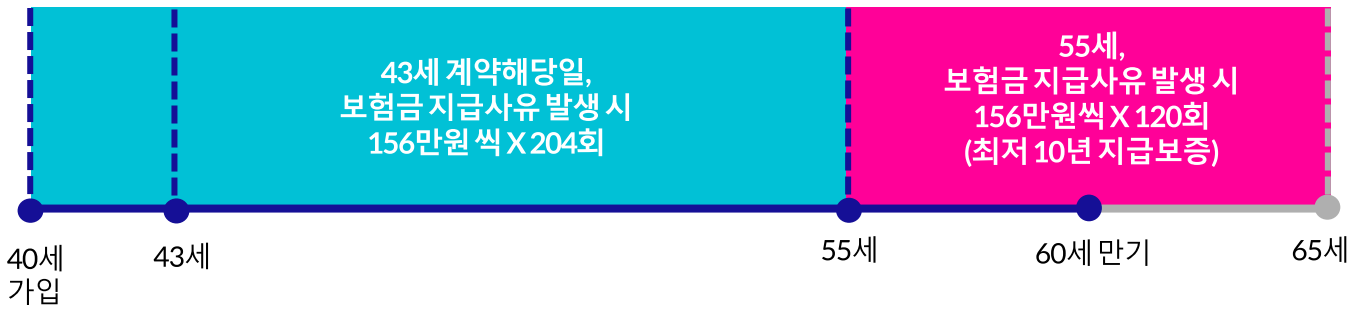 43세 계약해당일,
보험금 지급사유 발생 시
156만원 씩 X 204회
55세,
보험금 지급사유 발생 시
156만원씩 X 120회
(최저 10년 지급보증)
40세
가입
43세
55세
60세 만기
65세